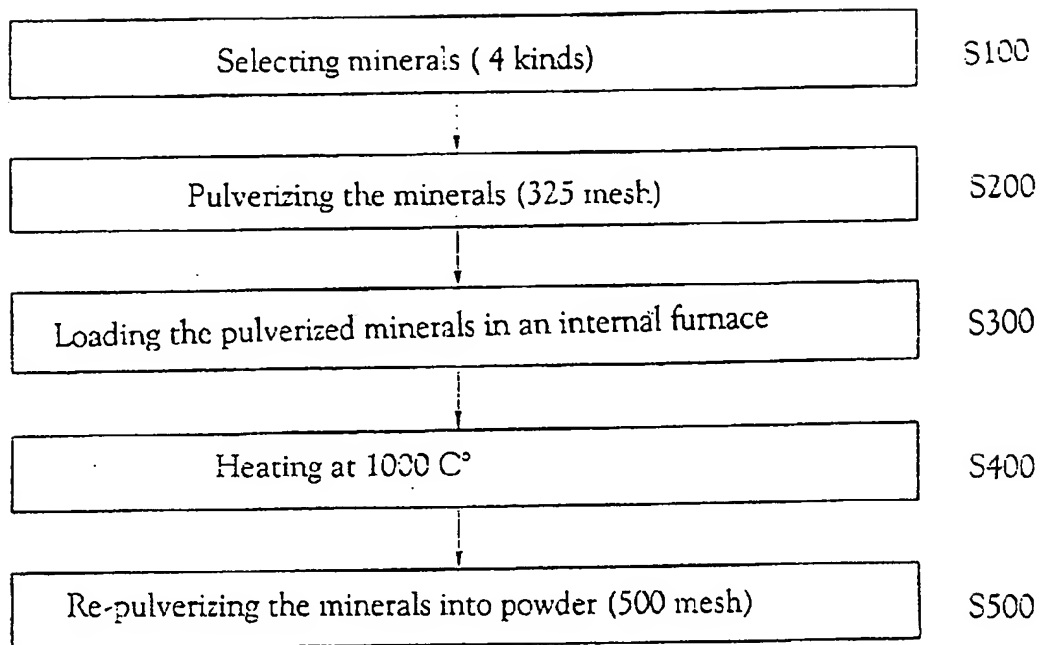 Selecting minerals ( 4 kinds) S100
Pulverizing the minerals (325 mesh) S200
Loading the pulverized minerals in an internal furnace S300
Heating at 1000 C° S400
Re-pulverizing the minerals into powder (500 mesh) S500